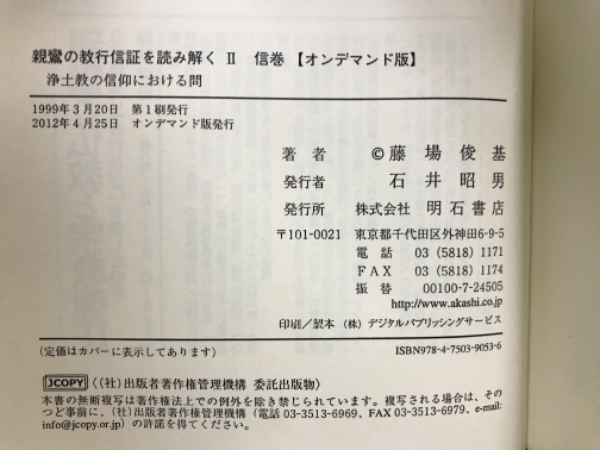 親鸞の教行信証を読み解く Ⅱ 信巻 【オンデマンド版】
浄土教の信仰における問
1999年3月20日 第1刷発行
2012年4月25日 オンデマンド版発行
著者 ©藤場俊基
発行者 石井昭男
発行所 株式会社 明石書店
〒101-0021 東京都千代田区外神田6-9-5
電話 03 (5818) 1171
FAX 03 (5818) 1174
振替 00100-7-24505
http://www.akashi.co.jp
印刷/製本 (株) デジタルパブリッシングサービス
(定価はカバーに表示してあります) ISBN978-4-7503-9053-6
JCOPY 〈(社)出版者著作権管理機構 委託出版物〉
本書の無断複写は著作権法上での例外を除き禁じられています。複写される場合は、その
つど事前に、(社)出版者著作権管理機構 (電話 03-3513-6969、FAX 03-3513-6979、e-mail:
info@jcopy.or.jp) の許諾を得てください。